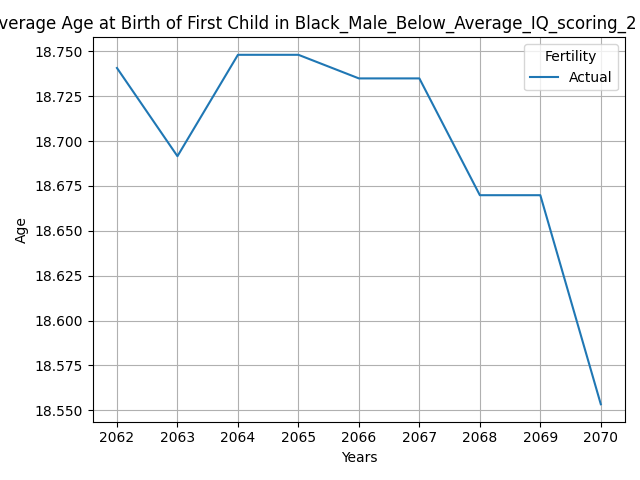 verage Age at Birth of First Child in Black_Male_Below_Average_IQ_scoring_2
Fertility
Actual
18.750
18.725
18.700
18.675
18.650
18.625
18.600
18.575
18.550
Age
2062 2063 2064 2065 2066 2067 2068 2069 2070
Years